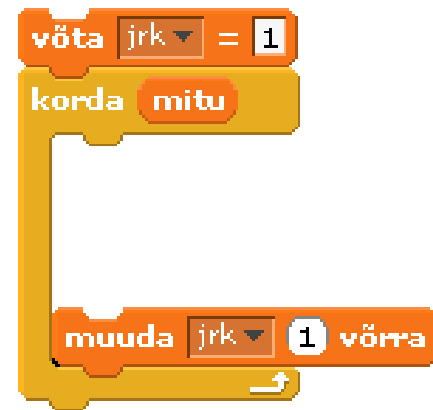 võta jrk = 1
korda mitu
muuda jrk 1 võrra